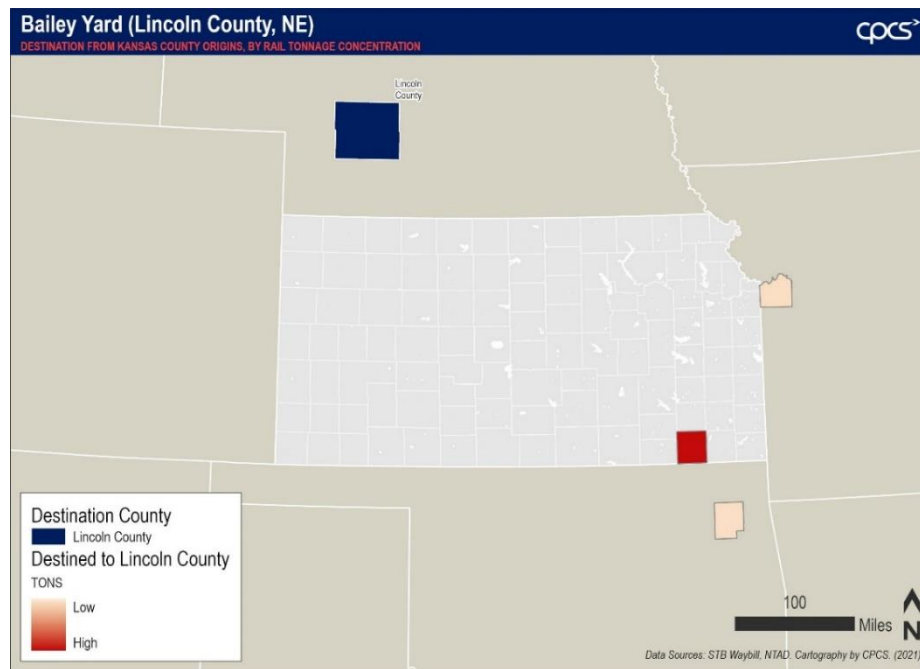 Bailey Yard (Lincoln County, NE)
DESTINATION FROM KANSAS COUNTY ORIGINS, BY RAIL TONNAGE CONCENTRATION
cpcs
Lincoln
County
Destination County
Lincoln County
Destined to Lincoln County
TONS
Low
High
100
Miles
N
Data Sources: STB Waybill, NTAD. Cartography by CPCS. (2021)